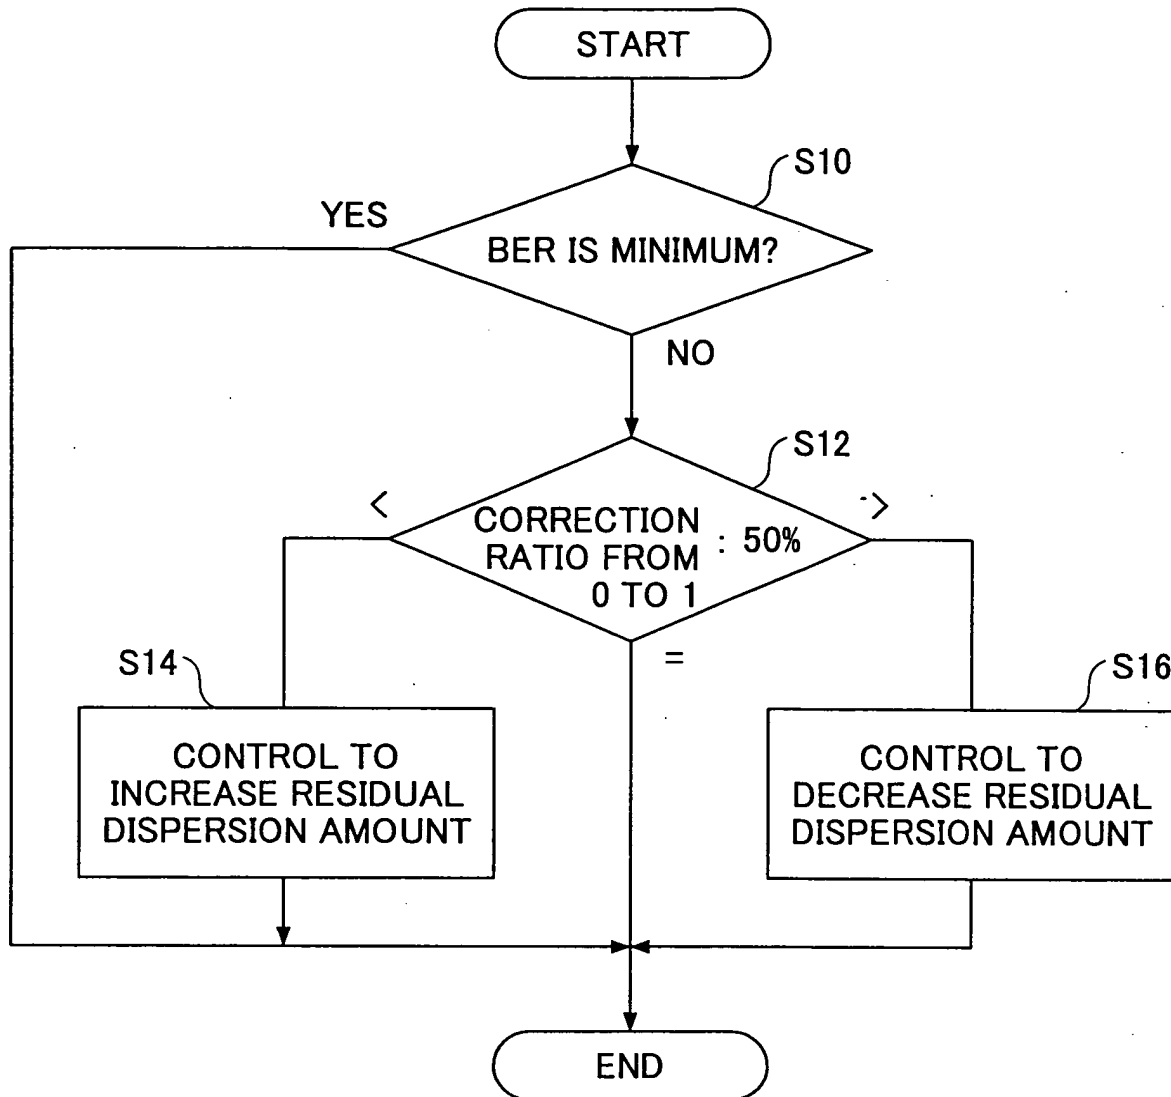 START
S10
YES
BER IS MINIMUM?
NO
S12
<
>
CORRECTION
RATIO FROM : 50%
0 TO 1
=
S14
S16
CONTROL TO
INCREASE RESIDUAL
DISPERSION AMOUNT
CONTROL TO
DECREASE RESIDUAL
DISPERSION AMOUNT
END